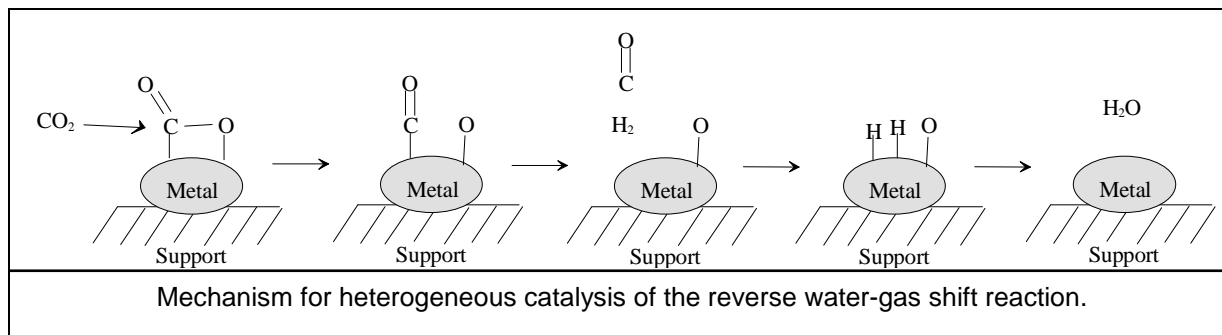 O
O O C
CO₂ C O C O H₂ O H H O H₂O
Metal Metal Metal Metal Metal
Support Support Support Support Support
Mechanism for heterogeneous catalysis of the reverse water-gas shift reaction.